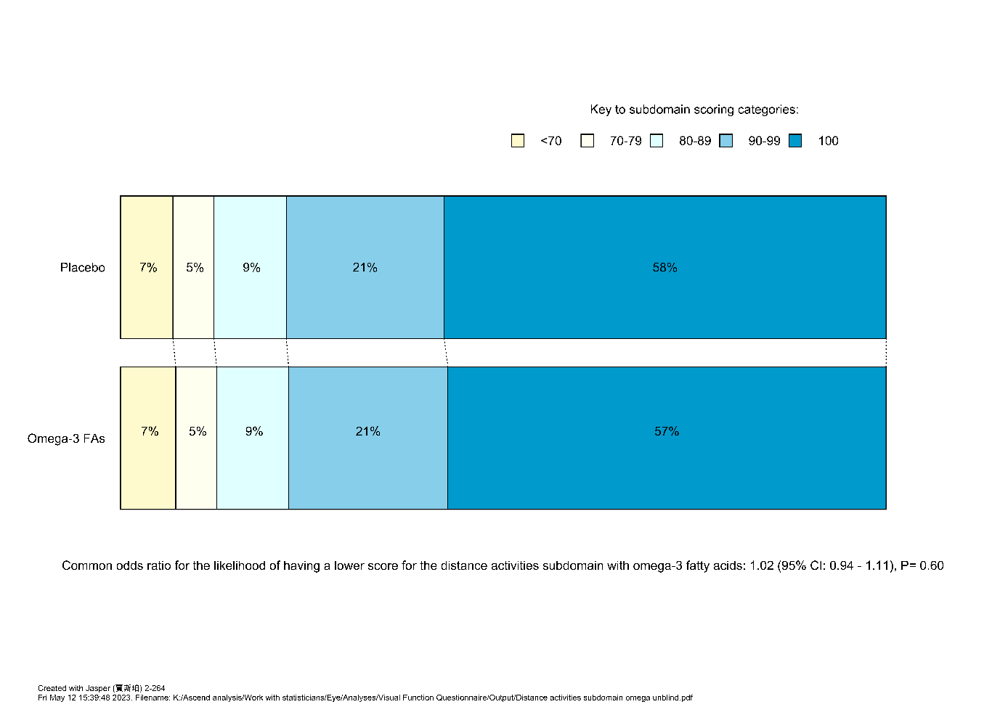 Key to subdomain scoring categories:
<70 70-79 80-89 90-99 100
Placebo 7% 5% 9% 21% 58%
Omega-3 FAs 7% 5% 9% 21% 57%
Common odds ratio for the likelihood of having a lower score for the distance activities subdomain with omega-3 fatty acids: 1.02 (95% CI: 0.94 - 1.11), P= 0.60
Created with Jasper (賈斯珀) 2-264
Fri May 12 15:39:48 2023. Filename: K:/Ascend analysis/Work with statisticians/Eye/Analyses/Visual Function Questionnaire/Output/Distance activities subdomain omega unblind.pdf